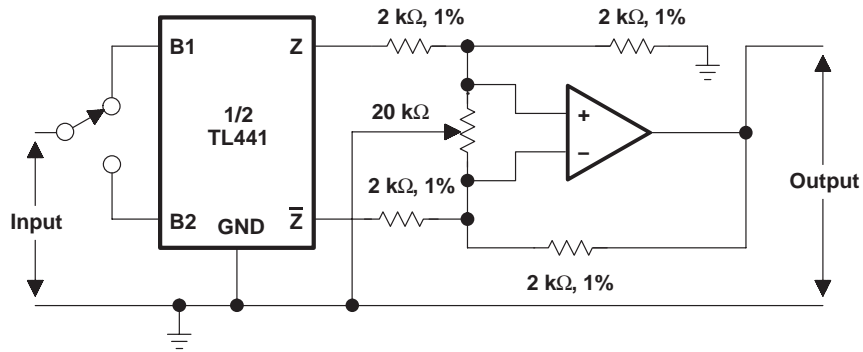 2 kΩ, 1%
2 kΩ, 1%
B1
Z
1/2
TL441
20 kΩ
+
–
2 kΩ, 1%
Output
Input
B2
GND
Z̅
2 kΩ, 1%